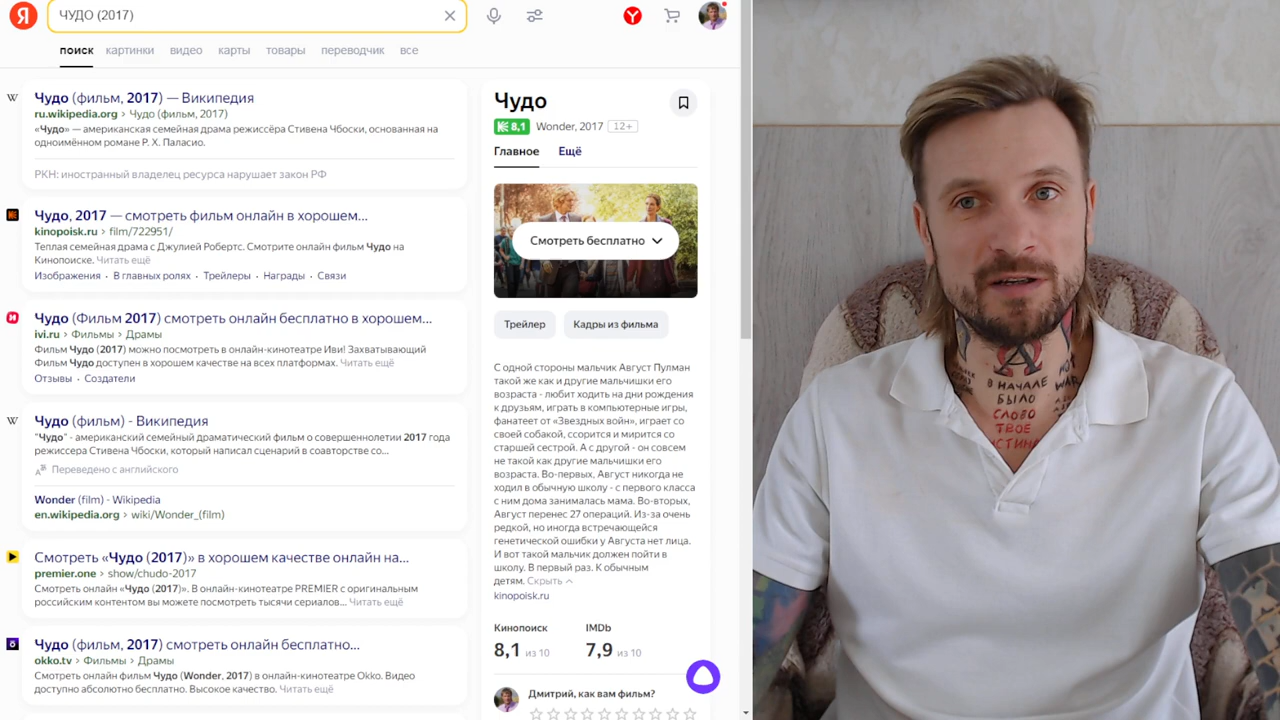 Я
ЧУДО (2017)
поиск картинки видео карты товары переводчик все
Чудо (фильм, 2017) — Википедия
ru.wikipedia.org › Чудо (фильм, 2017)
«Чудо» — американская семейная драма режиссёра Стивена Чбоски, основанная на
одноимённом романе Р. Х. Паласио.
РКН: иностранный владелец ресурса нарушает закон РФ
Чудо, 2017 — смотреть фильм онлайн в хорошем...
kinopoisk.ru › film/722951/
Теплая семейная драма с Джулией Робертс. Смотрите онлайн фильм Чудо на
Кинопоиске. Читать ещё
Изображения · В главных ролях · Трейлеры · Награды · Связи
Чудо (Фильм 2017) смотреть онлайн бесплатно в хорошем...
ivi.ru › Фильмы › Драмы
Фильм Чудо (2017) можно посмотреть в онлайн-кинотеатре Иви! Захватывающий
Фильм Чудо доступен в хорошем качестве на всех платформах. Читать ещё
Отзывы · Создатели
Чудо (фильм) - Википедия
"Чудо" - американский семейный драматический фильм о совершеннолетии 2017 года
режиссера Стивена Чбоски, который написал сценарий в соавторстве со...
Переведено с английского
Wonder (film) - Wikipedia
en.wikipedia.org › wiki/Wonder_(film)
Смотреть «Чудо (2017)» в хорошем качестве онлайн на...
premier.one › show/chudo-2017
Смотреть онлайн «Чудо (2017)». В онлайн-кинотеатре PREMIER с оригинальным
российским контентом вы можете посмотреть тысячи сериалов... Читать ещё
Чудо (фильм, 2017) смотреть онлайн бесплатно...
okko.tv › Фильмы › Драмы
Смотреть онлайн фильм Чудо (Wonder, 2017) в онлайн-кинотеатре Okko. Видео
доступно абсолютно бесплатно. Высокое качество. Читать ещё
Чудо
8,1 Wonder, 2017 12+
Главное Ещё
Смотреть бесплатно
Трейлер Кадры из фильма
С одной стороны мальчик Август Пулман
такой же как и другие мальчишки его
возраста - любит ходить на дни рождения
к друзьям, играть в компьютерные игры,
фанатеет от «Звездных войн», играет со
своей собакой, ссорится и мирится со
старшей сестрой. А с другой - он совсем
не такой как другие мальчишки его
возраста. Во-первых, Август никогда не
ходил в обычную школу - с первого класса
с ним дома занималась мама. Во-вторых,
Август перенес 27 операций. Из-за очень
редкой, но иногда встречающейся
генетической ошибки у Августа нет лица.
И вот такой мальчик должен пойти в
школу. В первый раз. К обычным
детям. Скрыть
kinopoisk.ru
Кинопоиск IMDb
8,1 из 10 7,9 из 10
Дмитрий, как вам фильм?
В НАЧАЛЕ
БЫЛО
СЛОВО
ТВОЕ